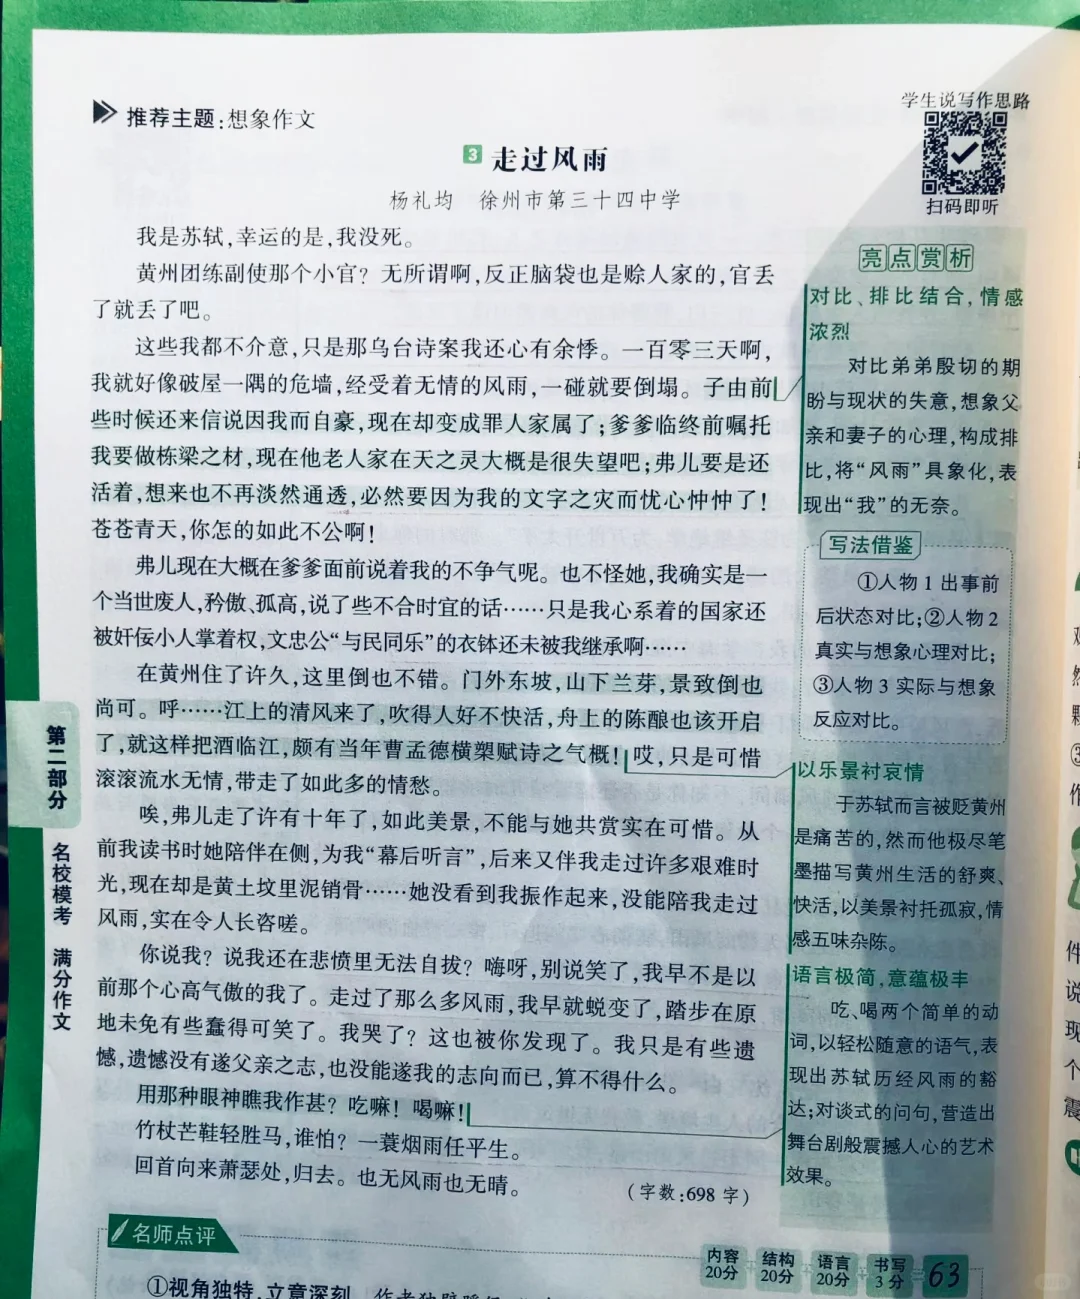 学生说写作思路
推荐主题:想象作文
扫码即听
3 走过风雨
杨礼均 徐州市第三十四中学
我是苏轼,幸运的是,我没死。
黄州团练副使那个小官？无所谓啊,反正脑袋也是赊人家的,官丢
了就丢了吧。
这些我都不介意,只是那乌台诗案我还心有余悸。一百零三天啊,
我就好像破屋一隅的危墙,经受着无情的风雨,一碰就要倒塌。子由前
些时候还来信说因我而自豪,现在却变成罪人家属了;爹爹临终前嘱托
我要做栋梁之材,现在他老人家在天之灵大概是很失望吧;弗儿要是还
活着,想来也不再淡然通透,必然要因为我的文字之灾而忧心忡忡了！
苍苍青天,你怎的如此不公啊！
弗儿现在大概在爹爹面前说着我的不争气呢。也不怪她,我确实是一
个当世废人,矜傲、孤高,说了些不合时宜的话……只是我心系着的国家还
被奸佞小人掌着权,文忠公“与民同乐”的衣钵还未被我继承啊……
在黄州住了许久,这里倒也不错。门外东坡,山下兰芽,景致倒也
尚可。呼……江上的清风来了,吹得人好不快活,舟上的陈酿也该开启
了,就这样把酒临江,颇有当年曹孟德横槊赋诗之气概！哎,只是可惜
滚滚流水无情,带走了如此多的情愁。
唉,弗儿走了许有十年了,如此美景,不能与她共赏实在可惜。从
前我读书时她陪伴在侧,为我“幕后听言”,后来又伴我走过许多艰难时
光,现在却是黄土坟里泥销骨……她没看到我振作起来,没能陪我走过
风雨,实在令人长咨嗟。
你说我？说我还在悲愤里无法自拔？嗨呀,别说笑了,我早不是以
前那个心高气傲的我了。走过了那么多风雨,我早就蜕变了,踏步在原
地未免有些蠢得可笑了。我哭了？这也被你发现了。我只是有些遗
憾,遗憾没有遂父亲之志,也没能遂我的志向而已,算不得什么。
用那种眼神瞧我作甚？吃嘛！喝嘛！
竹杖芒鞋轻胜马,谁怕？一蓑烟雨任平生。
回首向来萧瑟处,归去。也无风雨也无晴。
(字数:698 字)
亮点赏析
对比、排比结合,情感
浓烈
对比弟弟殷切的期
盼与现状的失意,想象父
亲和妻子的心理,构成排
比,将“风雨”具象化,表
现出“我”的无奈。
写法借鉴
①人物 1 出事前
后状态对比;②人物 2
真实与想象心理对比;
③人物 3 实际与想象
反应对比。
以乐景衬哀情
于苏轼而言被贬黄州
是痛苦的,然而他极尽笔
墨描写黄州生活的舒爽、
快活,以美景衬托孤寂,情
感五味杂陈。
语言极简,意蕴极丰
吃、喝两个简单的动
词,以轻松随意的语气,表
现出苏轼历经风雨的豁
达;对谈式的问句,营造出
舞台剧般震撼人心的艺术
效果。
第二部分
名校模考 满分作文
名师点评
内容
20分
结构
20分
语言
20分
书写
3 分
63
①视角独特,立意深刻